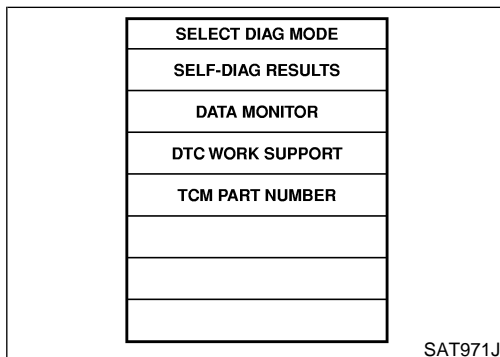 SELECT DIAG MODE
SELF-DIAG RESULTS
DATA MONITOR
DTC WORK SUPPORT
TCM PART NUMBER
SAT971J